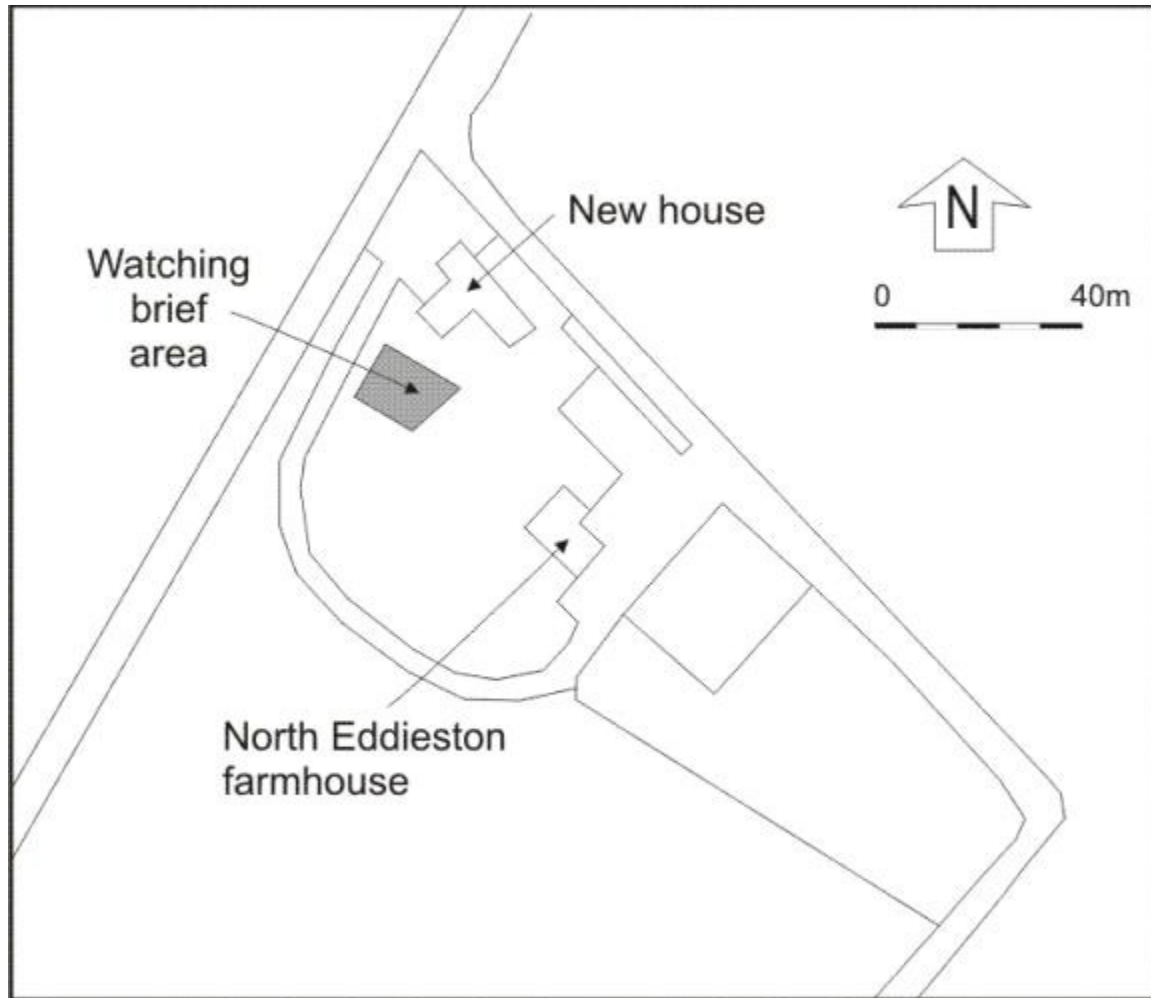 New house
Watching
brief
area
N
0 40m
North Eddieston
farmhouse